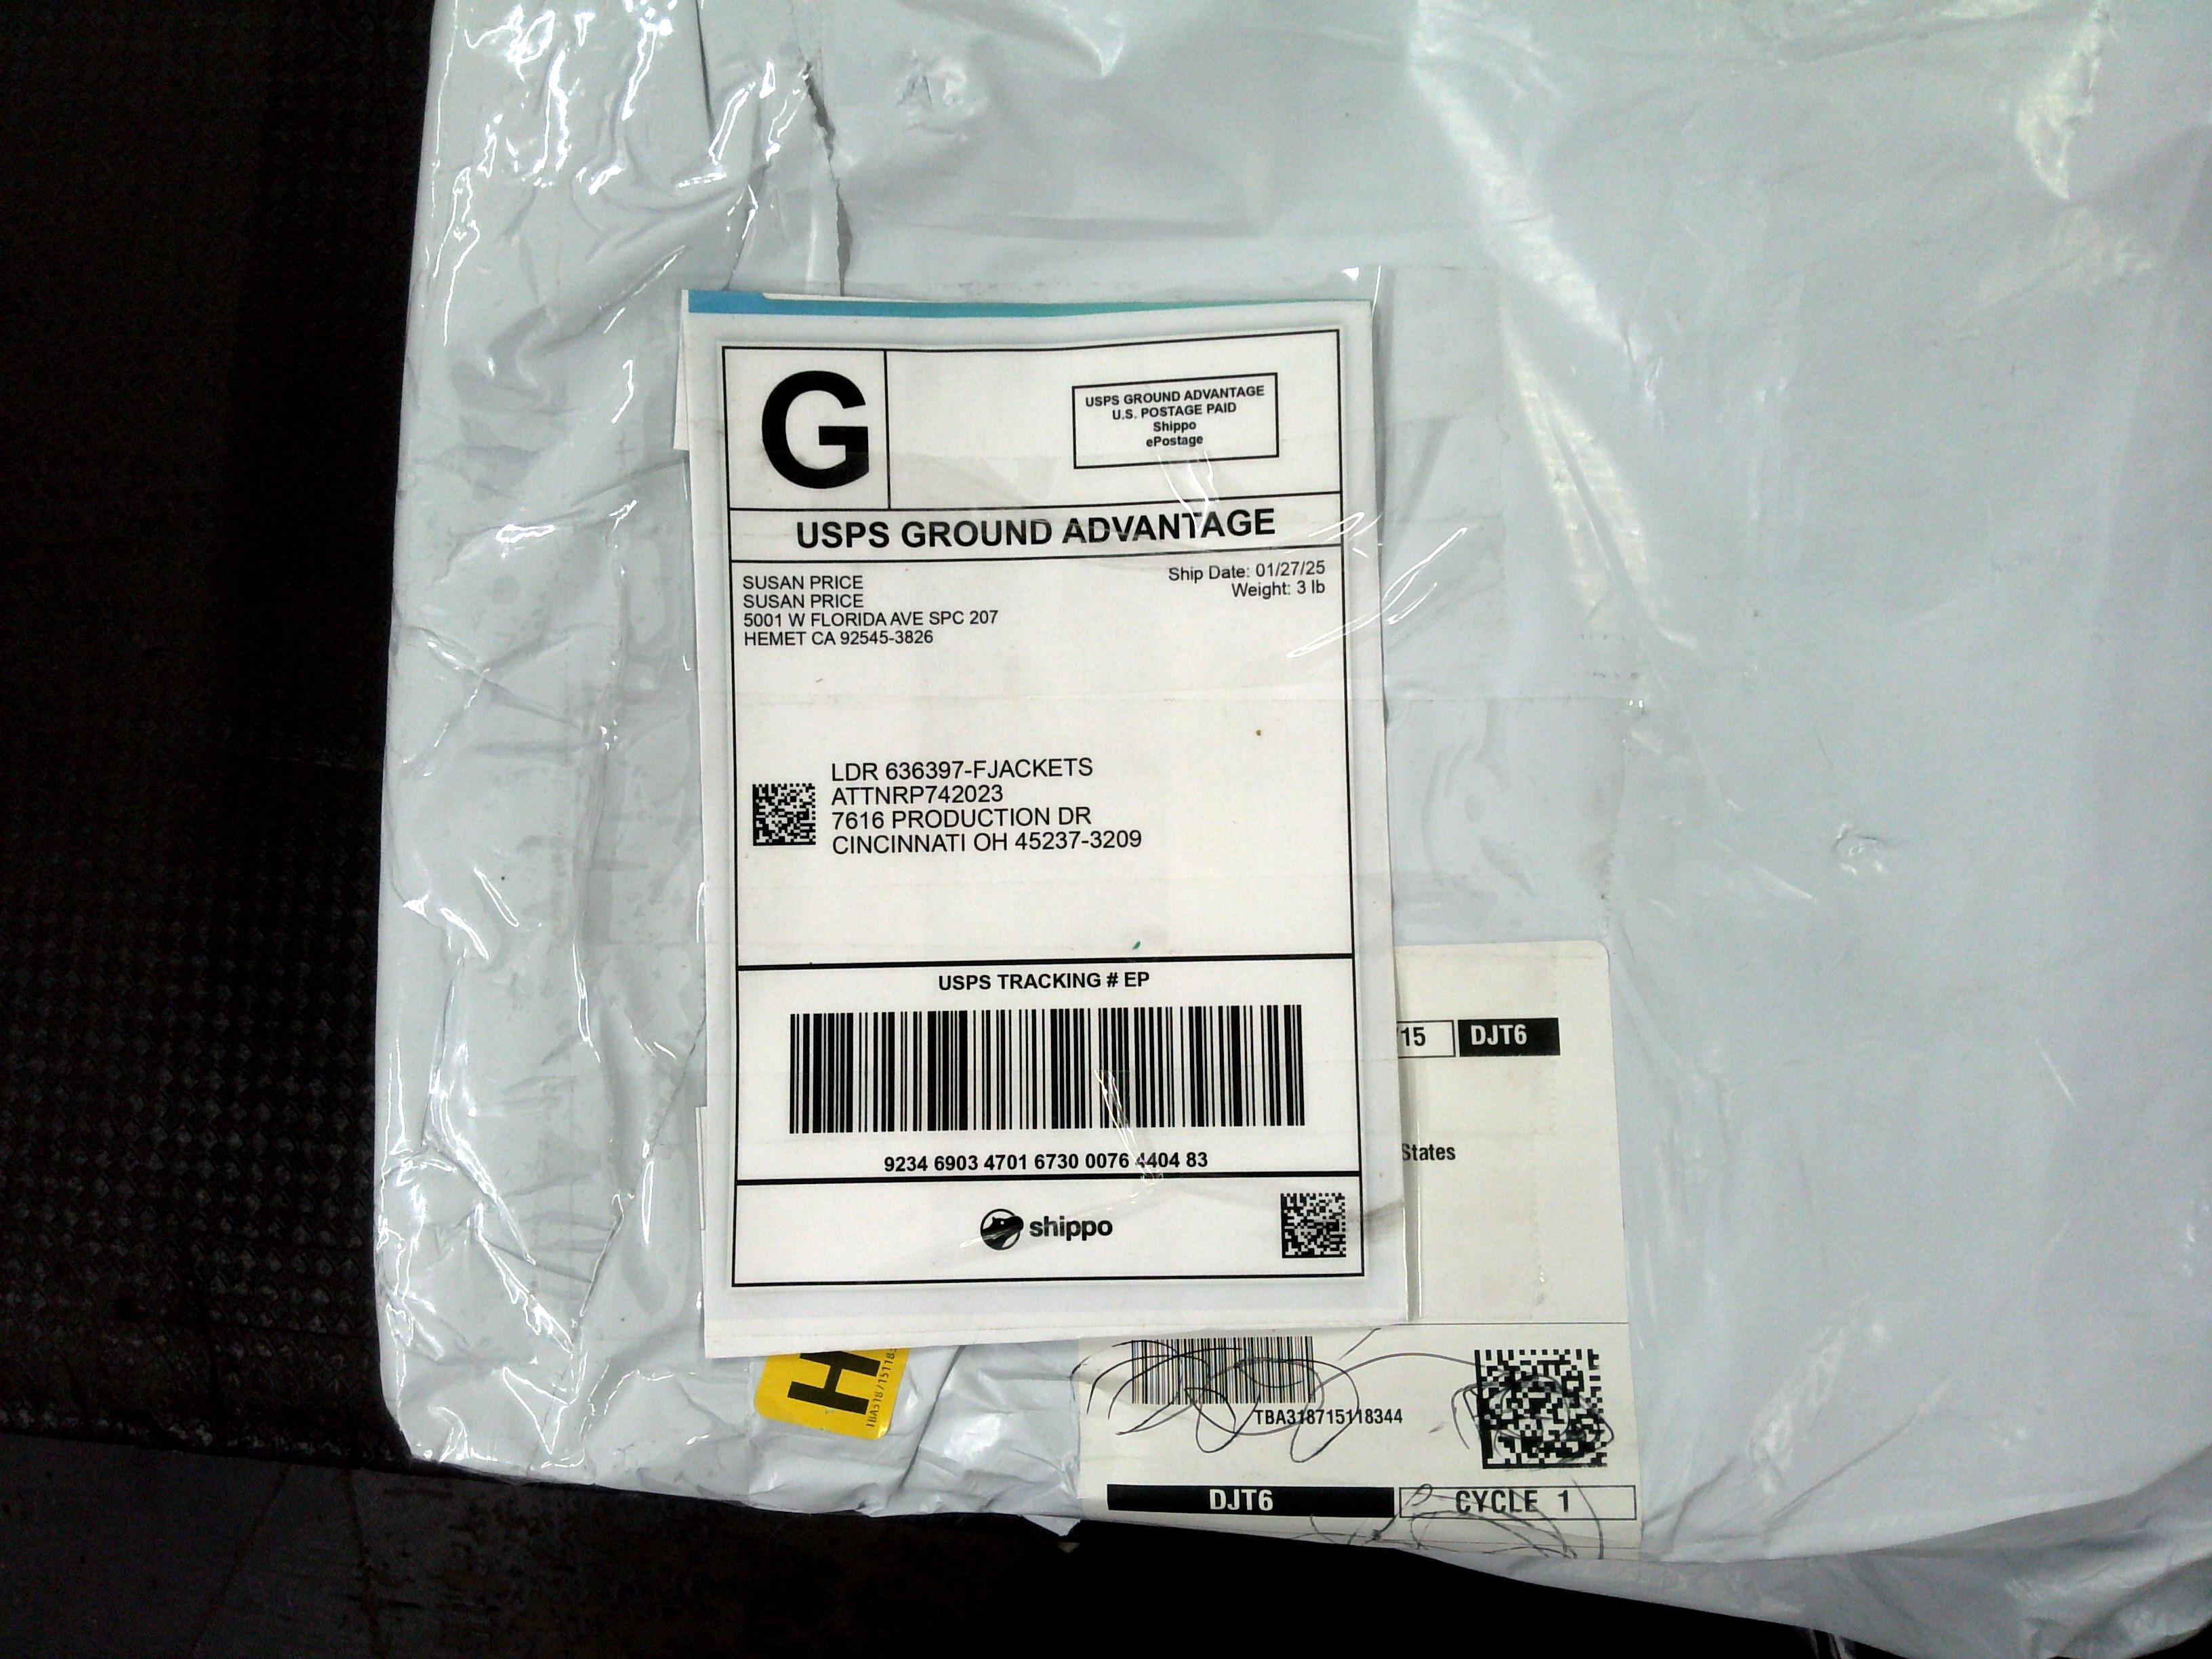 G
USPS GROUND ADVANTAGE
U.S. POSTAGE PAID
Shippo
ePostage
USPS GROUND ADVANTAGE
SUSAN PRICE
SUSAN PRICE
5001 W FLORIDA AVE SPC 207
HEMET CA 92545-3826
Ship Date: 01/27/25
Weight: 3 lb
LDR 636397-FJACKETS
ATTNRP742023
7616 PRODUCTION DR
CINCINNATI OH 45237-3209
USPS TRACKING # EP
9234 6903 4701 6730 0076 4404 83
shippo
15 DJT6
States
H
TBA318715118344
DJT6 CYCLE 1